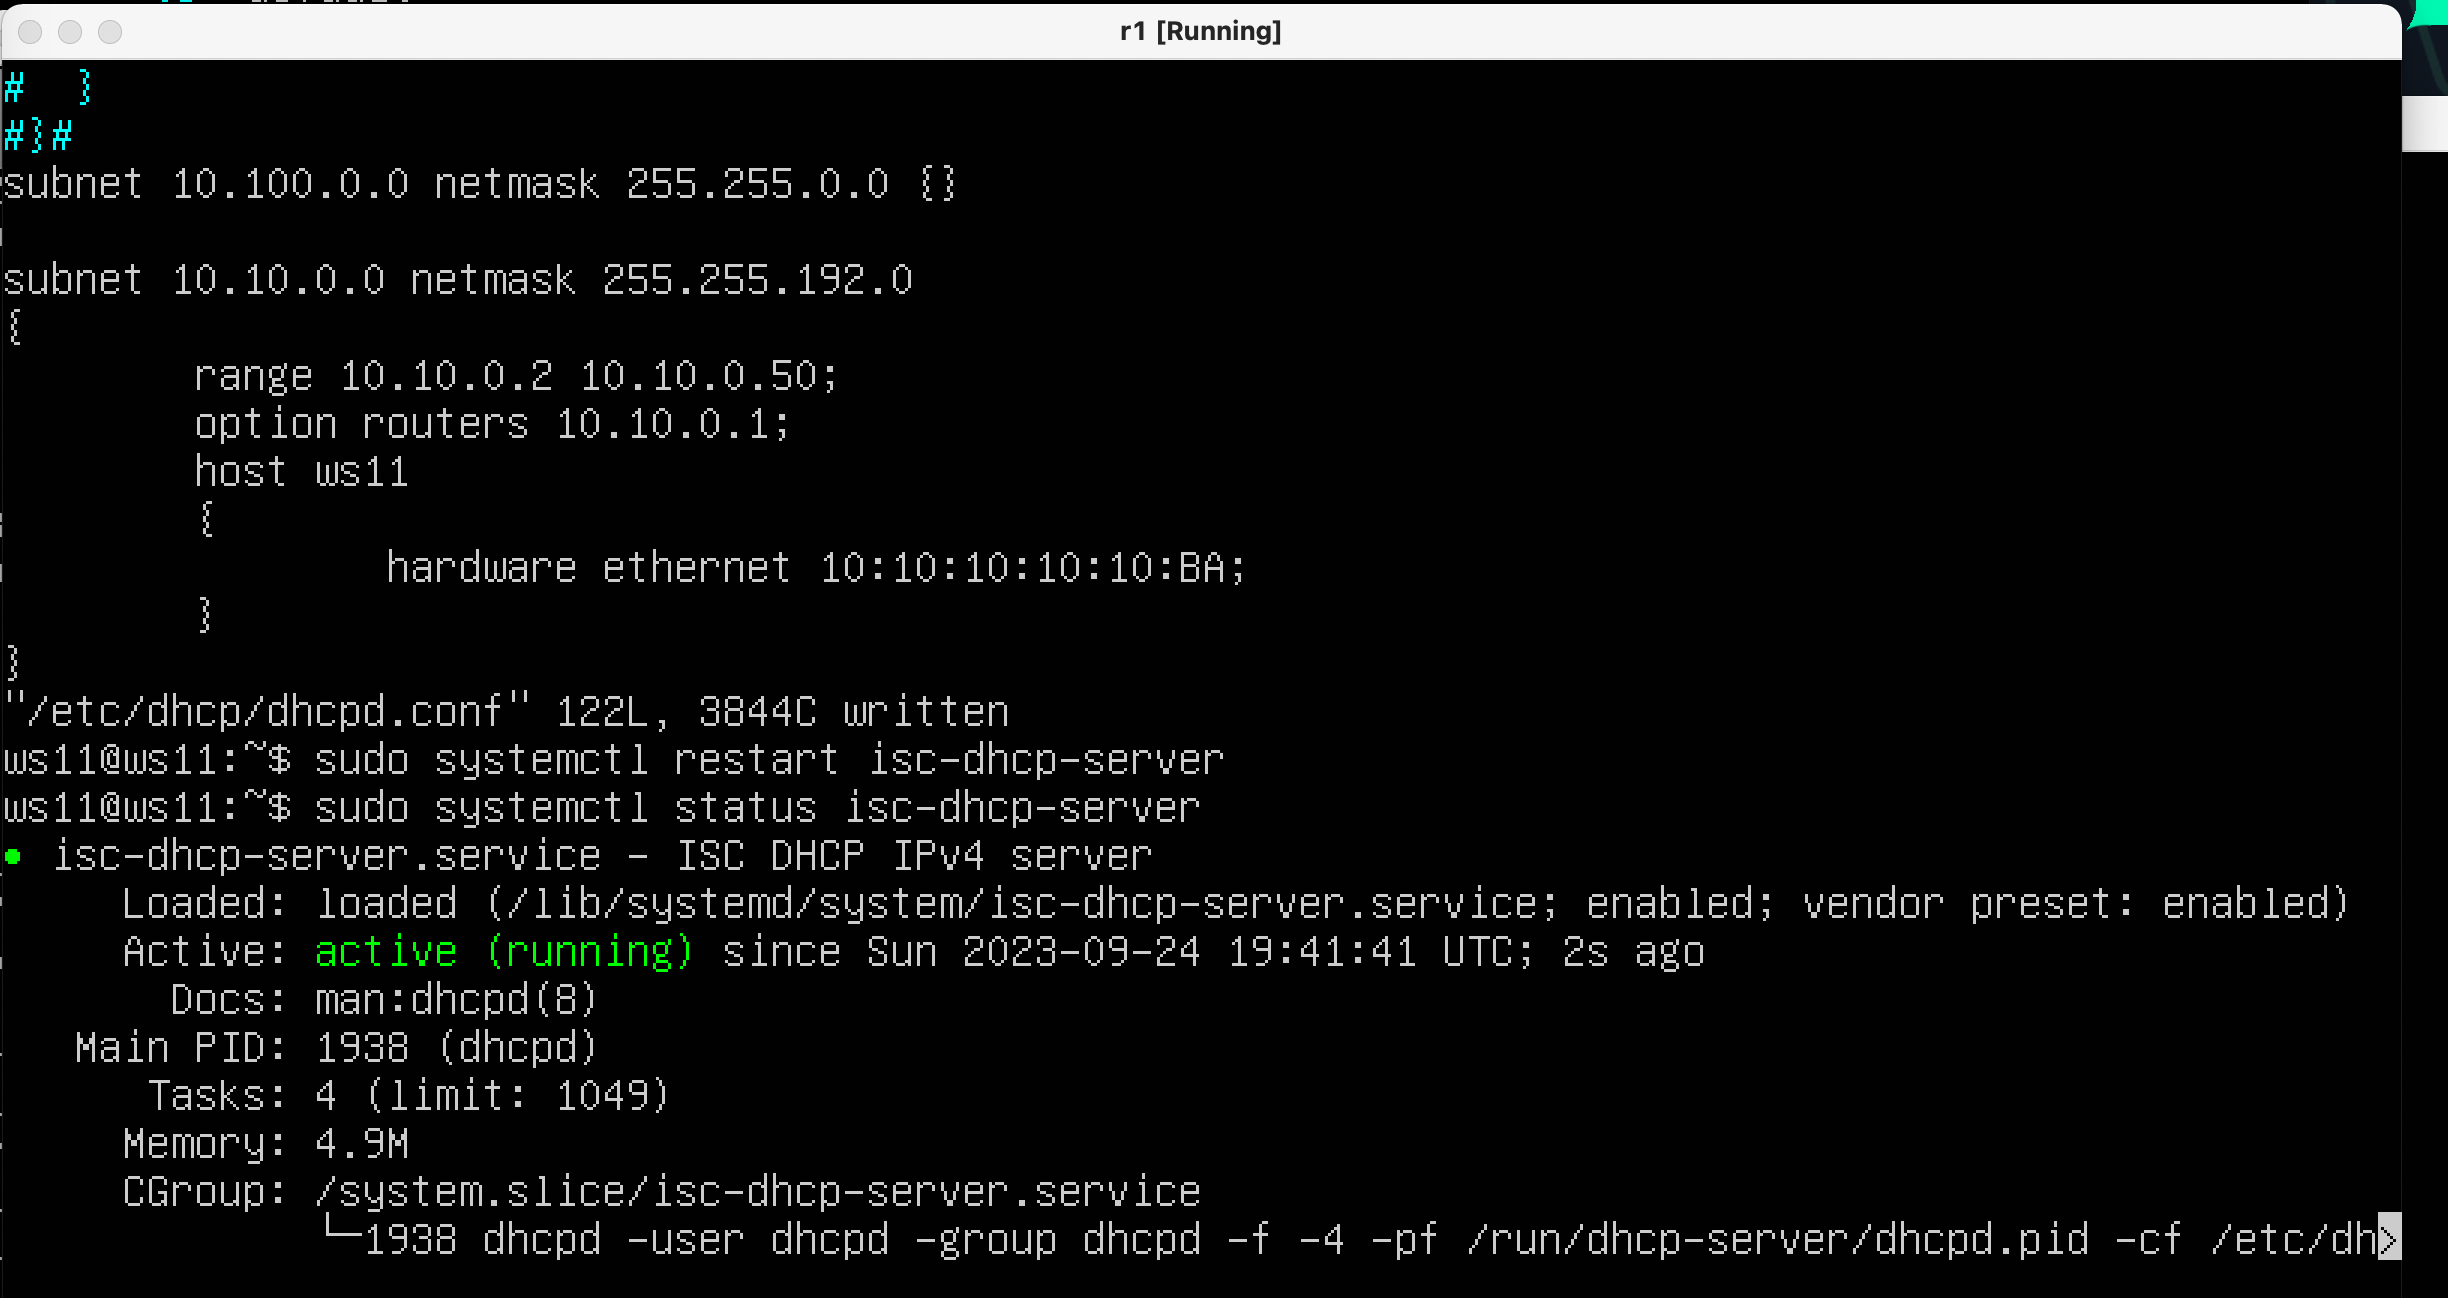 r1 [Running]
#  }
#}#
subnet 10.100.0.0 netmask 255.255.0.0 {}
subnet 10.10.0.0 netmask 255.255.192.0
{
        range 10.10.0.2 10.10.0.50;
        option routers 10.10.0.1;
        host ws11
        {
                hardware ethernet 10:10:10:10:10:BA;
        }
}
"/etc/dhcp/dhcpd.conf" 122L, 3844C written
ws11@ws11:~$ sudo systemctl restart isc-dhcp-server
ws11@ws11:~$ sudo systemctl status isc-dhcp-server
● isc-dhcp-server.service - ISC DHCP IPv4 server
     Loaded: loaded (/lib/systemd/system/isc-dhcp-server.service; enabled; vendor preset: enabled)
     Active: active (running) since Sun 2023-09-24 19:41:41 UTC; 2s ago
       Docs: man:dhcpd(8)
   Main PID: 1938 (dhcpd)
      Tasks: 4 (limit: 1049)
     Memory: 4.9M
     CGroup: /system.slice/isc-dhcp-server.service
             └─1938 dhcpd -user dhcpd -group dhcpd -f -4 -pf /run/dhcp-server/dhcpd.pid -cf /etc/dh>